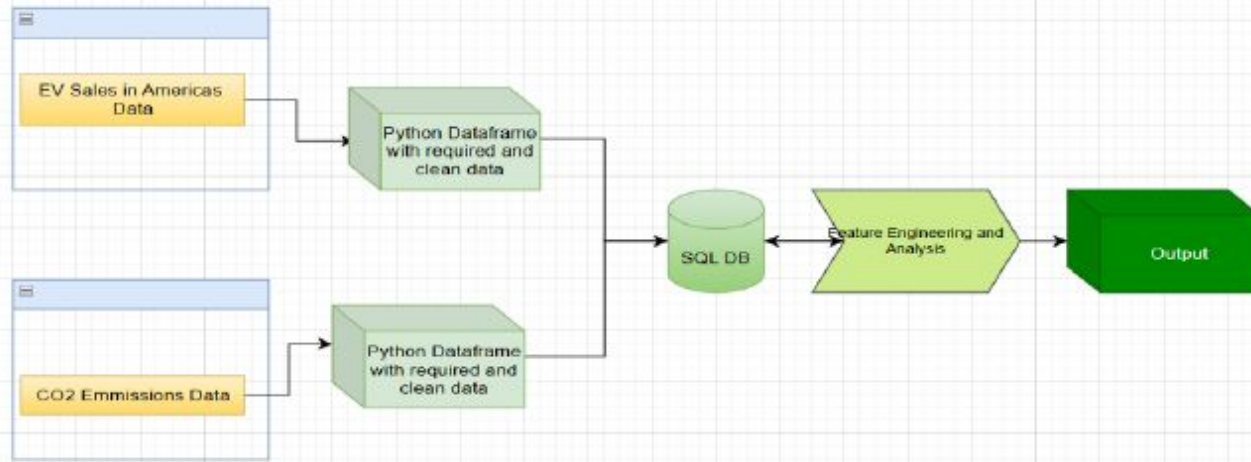 EV Sales in Americas
Data
Python Dataframe
with required and
clean data
SQL DB
Feature Engineering and
Analysis
Output
CO2 Emmissions Data
Python Dataframe
with required and
clean data